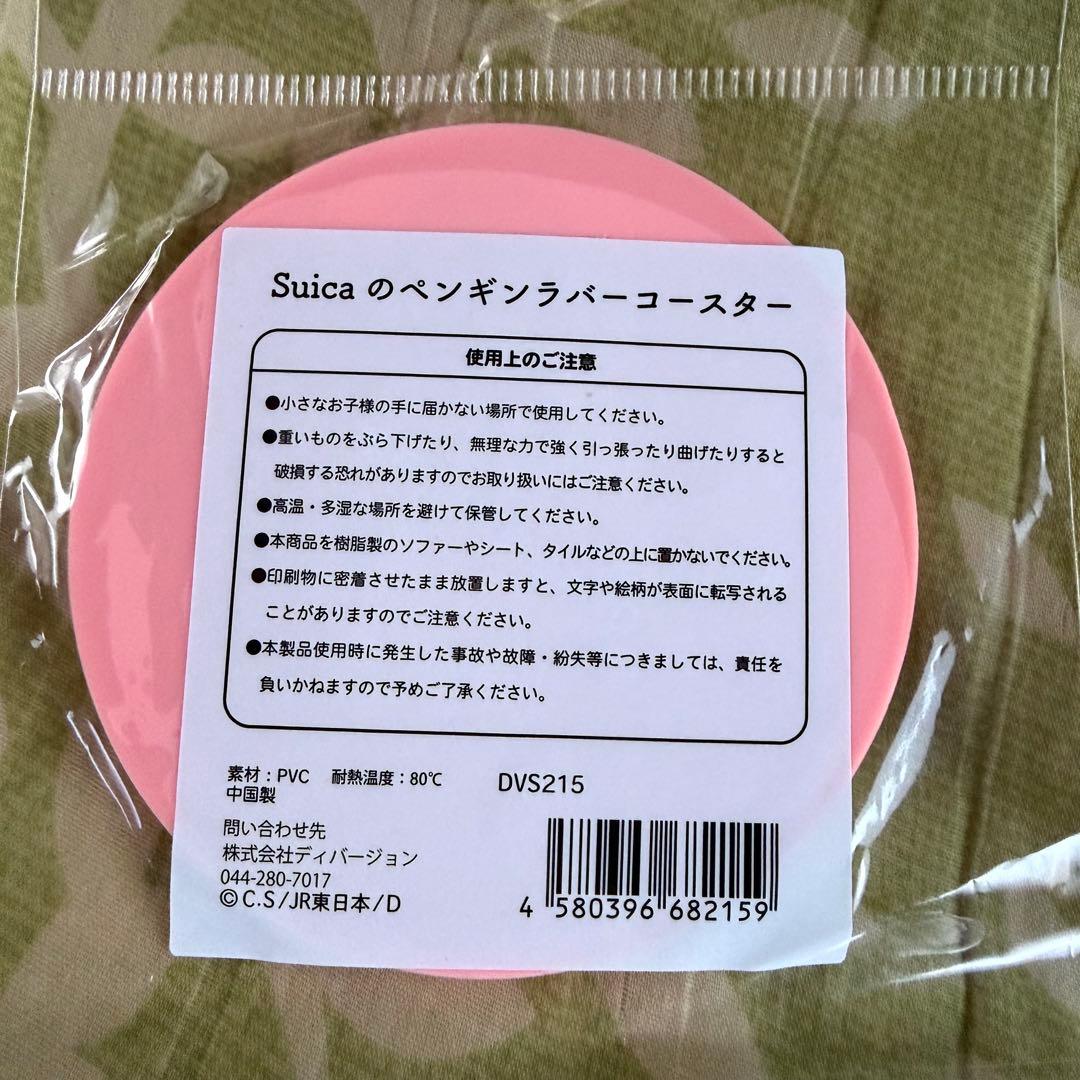 Suica のペンギンラバーコースター
使用上のご注意
●小さなお子様の手に届かない場所で使用してください。
●重いものをぶら下げたり、無理な力で強く引っ張ったり曲げたりすると
破損する恐れがありますのでお取り扱いにはご注意ください。
●高温・多湿な場所を避けて保管してください。
●本商品を樹脂製のソファーやシート、タイルなどの上に置かないでください。
●印刷物に密着させたまま放置しますと、文字や絵柄が表面に転写される
ことがありますのでご注意ください。
●本製品使用時に発生した事故や故障・紛失等につきましては、責任を
負いかねますので予めご了承ください。
素材：PVC 耐熱温度：80℃ DVS215
中国製
問い合わせ先
株式会社ディバージョン
044-280-7017
©C.S/JR東日本/D
4 580396 682159